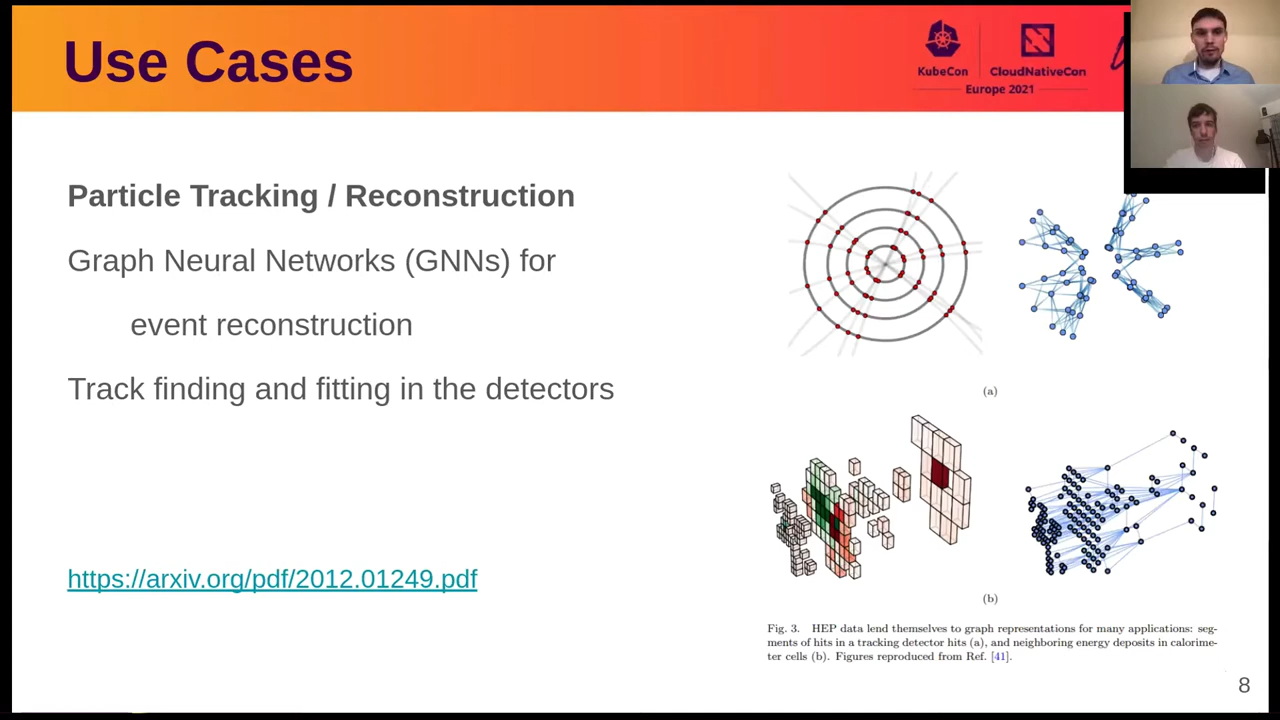 Use Cases
KubeCon
CloudNativeCon
Europe 2021
Particle Tracking / Reconstruction
Graph Neural Networks (GNNs) for
event reconstruction
Track finding and fitting in the detectors
https://arxiv.org/pdf/2012.01249.pdf
(a)
(b)
Fig. 3. HEP data lend themselves to graph representations for many applications: seg-
ments of hits in a tracking detector hits (a), and neighboring energy deposits in calorime-
ter cells (b). Figures reproduced from Ref. [41].
8